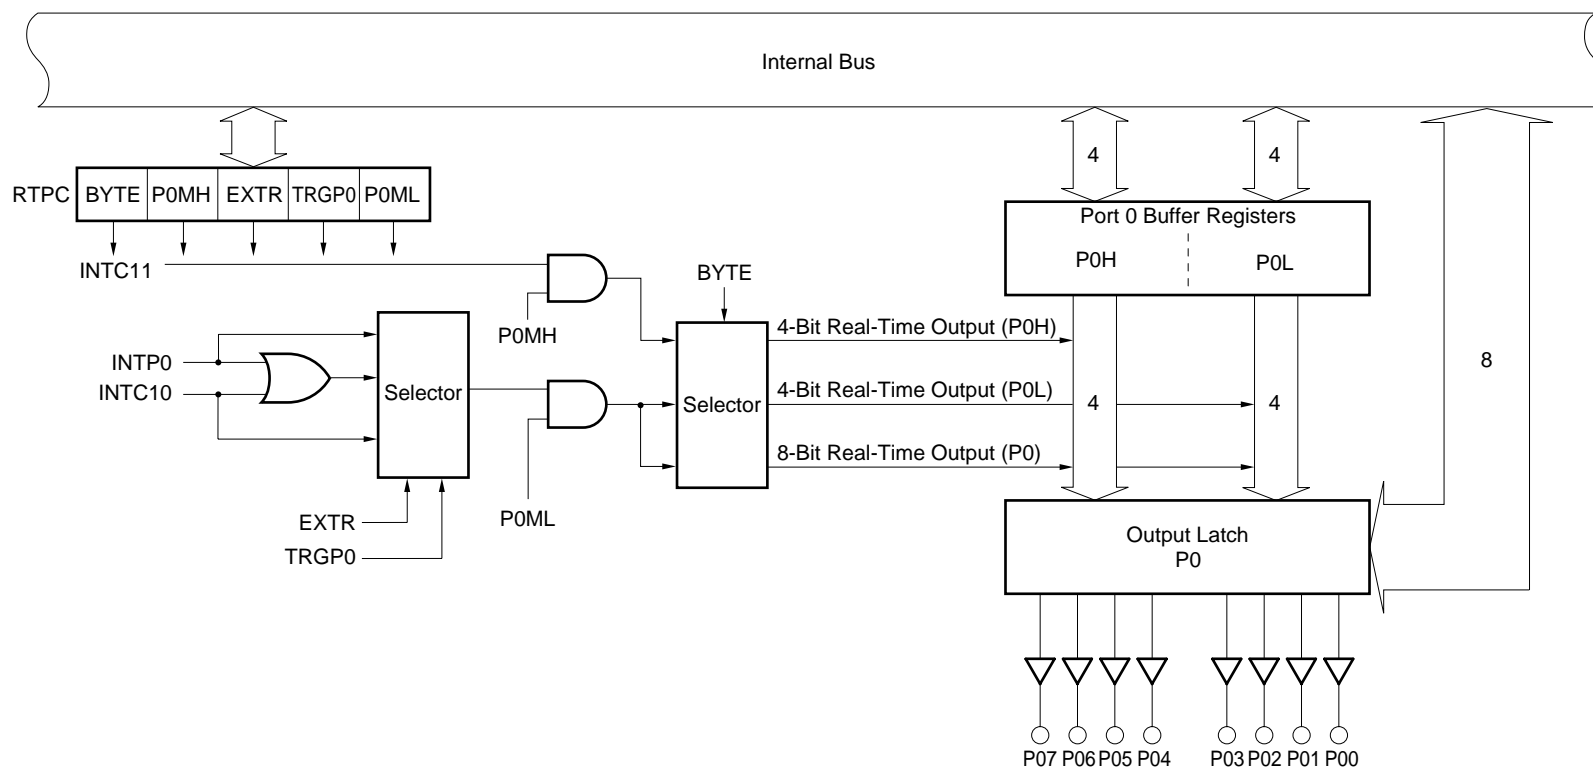 Internal Bus
4
4
RTPC
BYTE
P0MH
EXTR
TRGP0
P0ML
Port 0 Buffer Registers
P0H
P0L
INTC11
BYTE
P0MH
4-Bit Real-Time Output (P0H)
INTP0
8
INTC10
Selector
Selector
4-Bit Real-Time Output (P0L)
4
4
8-Bit Real-Time Output (P0)
P0ML
EXTR
TRGP0
Output Latch
P0
P07
P06
P05
P04
P03
P02
P01
P00